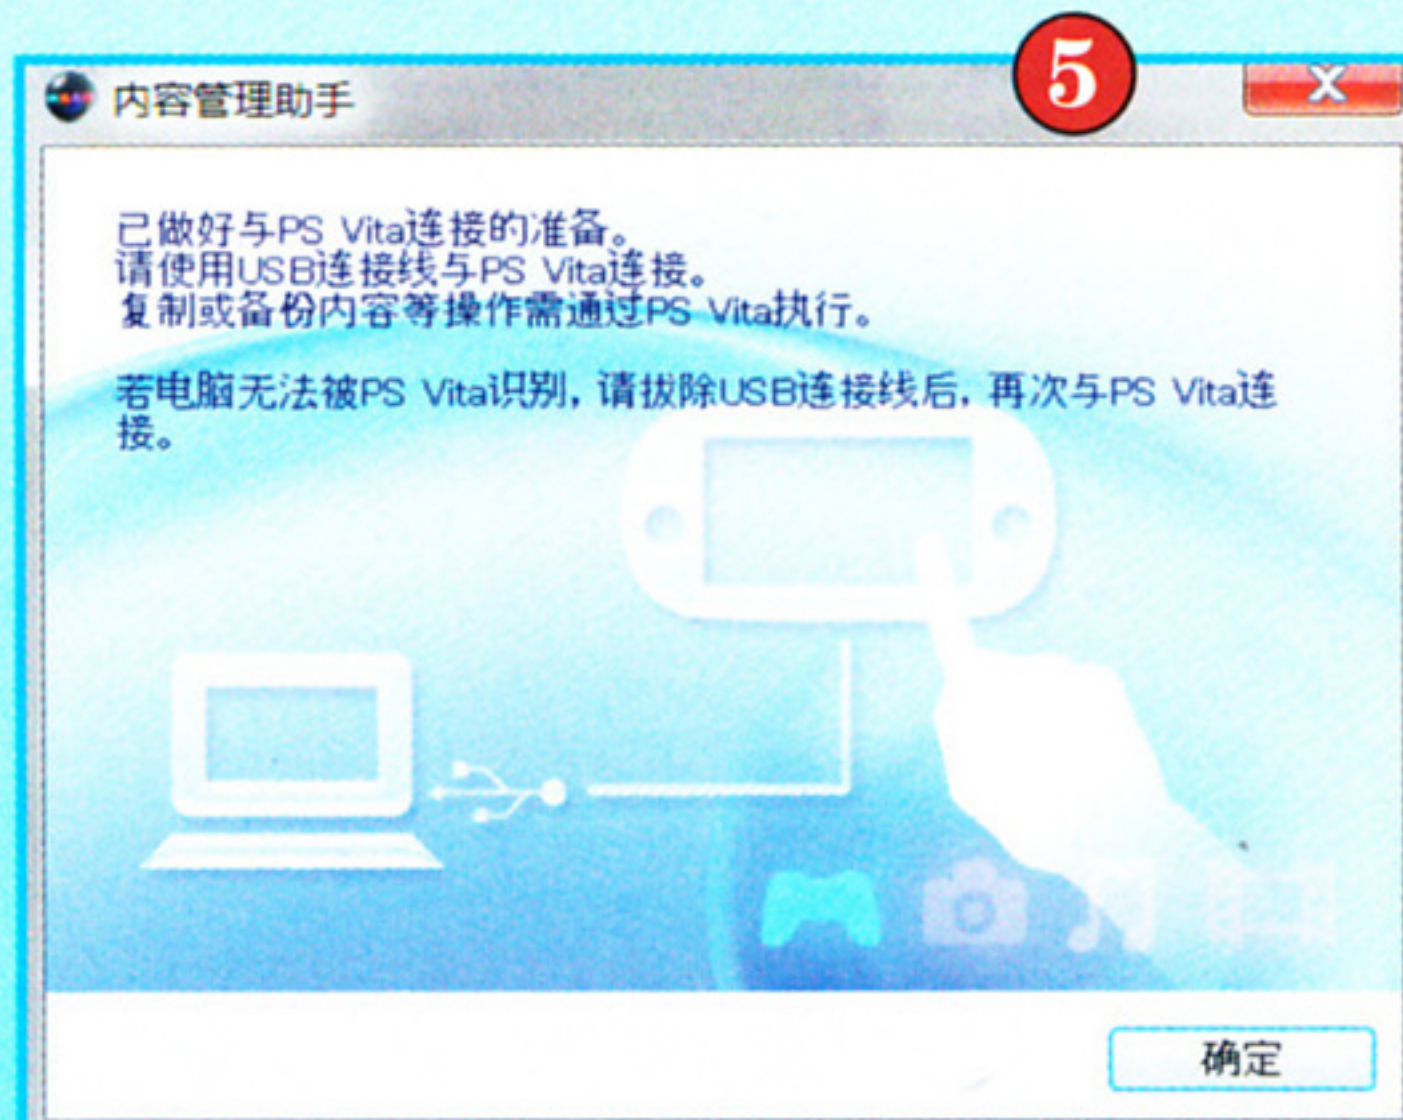 5
内容管理助手
X
已做好与PS Vita连接的准备。
请使用USB连接线与PS Vita连接。
复制或备份内容等操作需通过PS Vita执行。
若电脑无法被PS Vita识别,请拔除USB连接线后,再次与PS Vita连
接。
确定